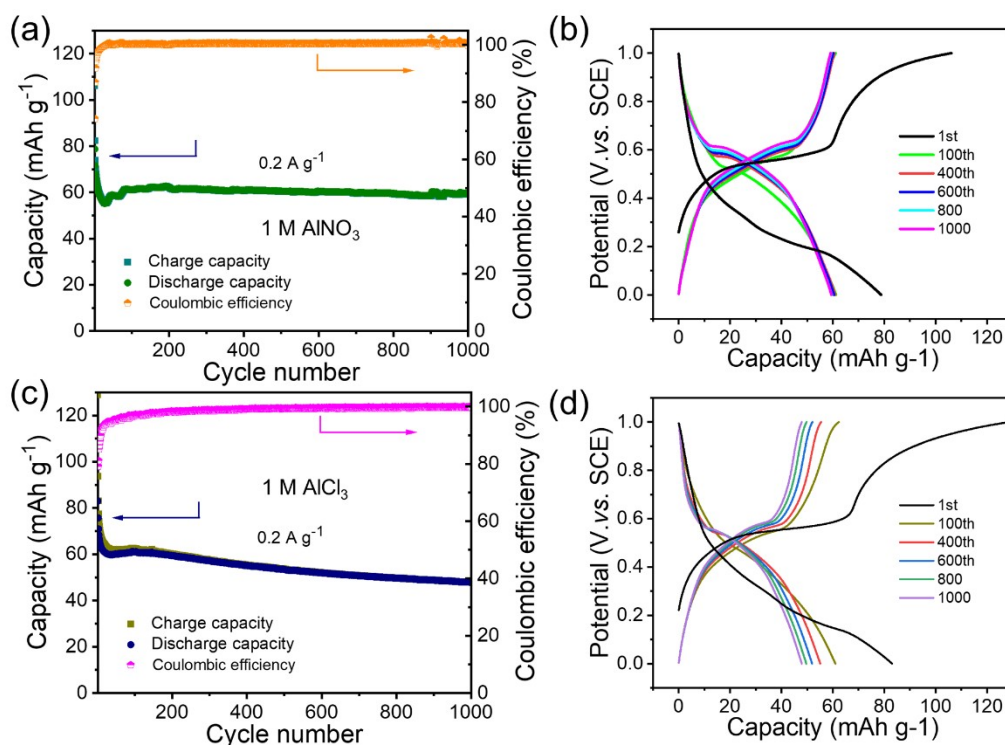 (a)
Capacity (mAh g⁻¹)
120
100
80
60
40
20
0
0.2 A g⁻¹
1 M AlNO₃
Charge capacity
Discharge capacity
Coulombic efficiency
200 400 600 800 1000
Cycle number
100
80
60
40
20
0
Coulombic efficiency (%)
(b)
Potential (V.vs. SCE)
1.0
0.8
0.6
0.4
0.2
0.0
1st
100th
400th
600th
800
1000
0 20 40 60 80 100 120
Capacity (mAh g-1)
(c)
Capacity (mAh g⁻¹)
120
100
80
60
40
20
0
1 M AlCl₃
0.2 A g⁻¹
Charge capacity
Discharge capacity
Coulombic efficiency
200 400 600 800 1000
Cycle number
100
80
60
40
20
0
Coulombic efficiency (%)
(d)
Potential (V.vs. SCE)
1.0
0.8
0.6
0.4
0.2
0.0
1st
100th
400th
600th
800
1000
0 20 40 60 80 100 120
Capacity (mAh g-1)